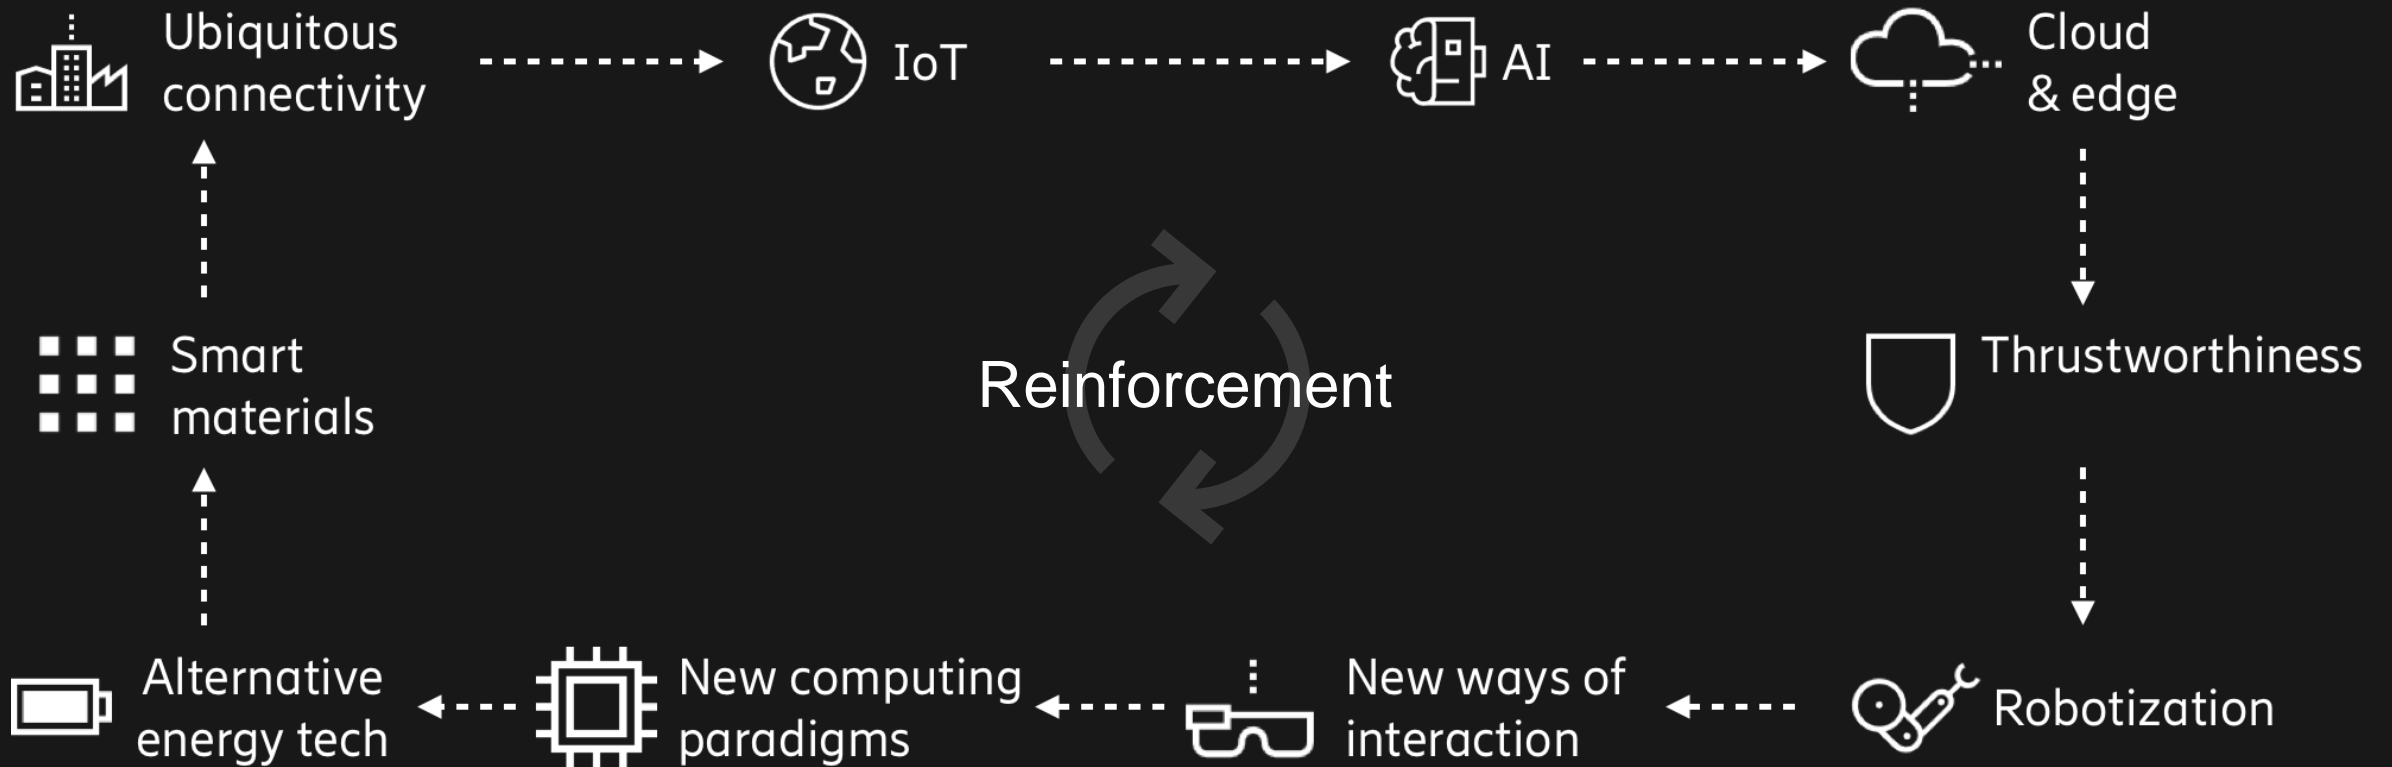 Ubiquitous
connectivity
IoT
AI
Cloud
& edge
Smart
materials
Reinforcement
Thrustworthiness
Alternative
energy tech
New computing
paradigms
New ways of
interaction
Robotization